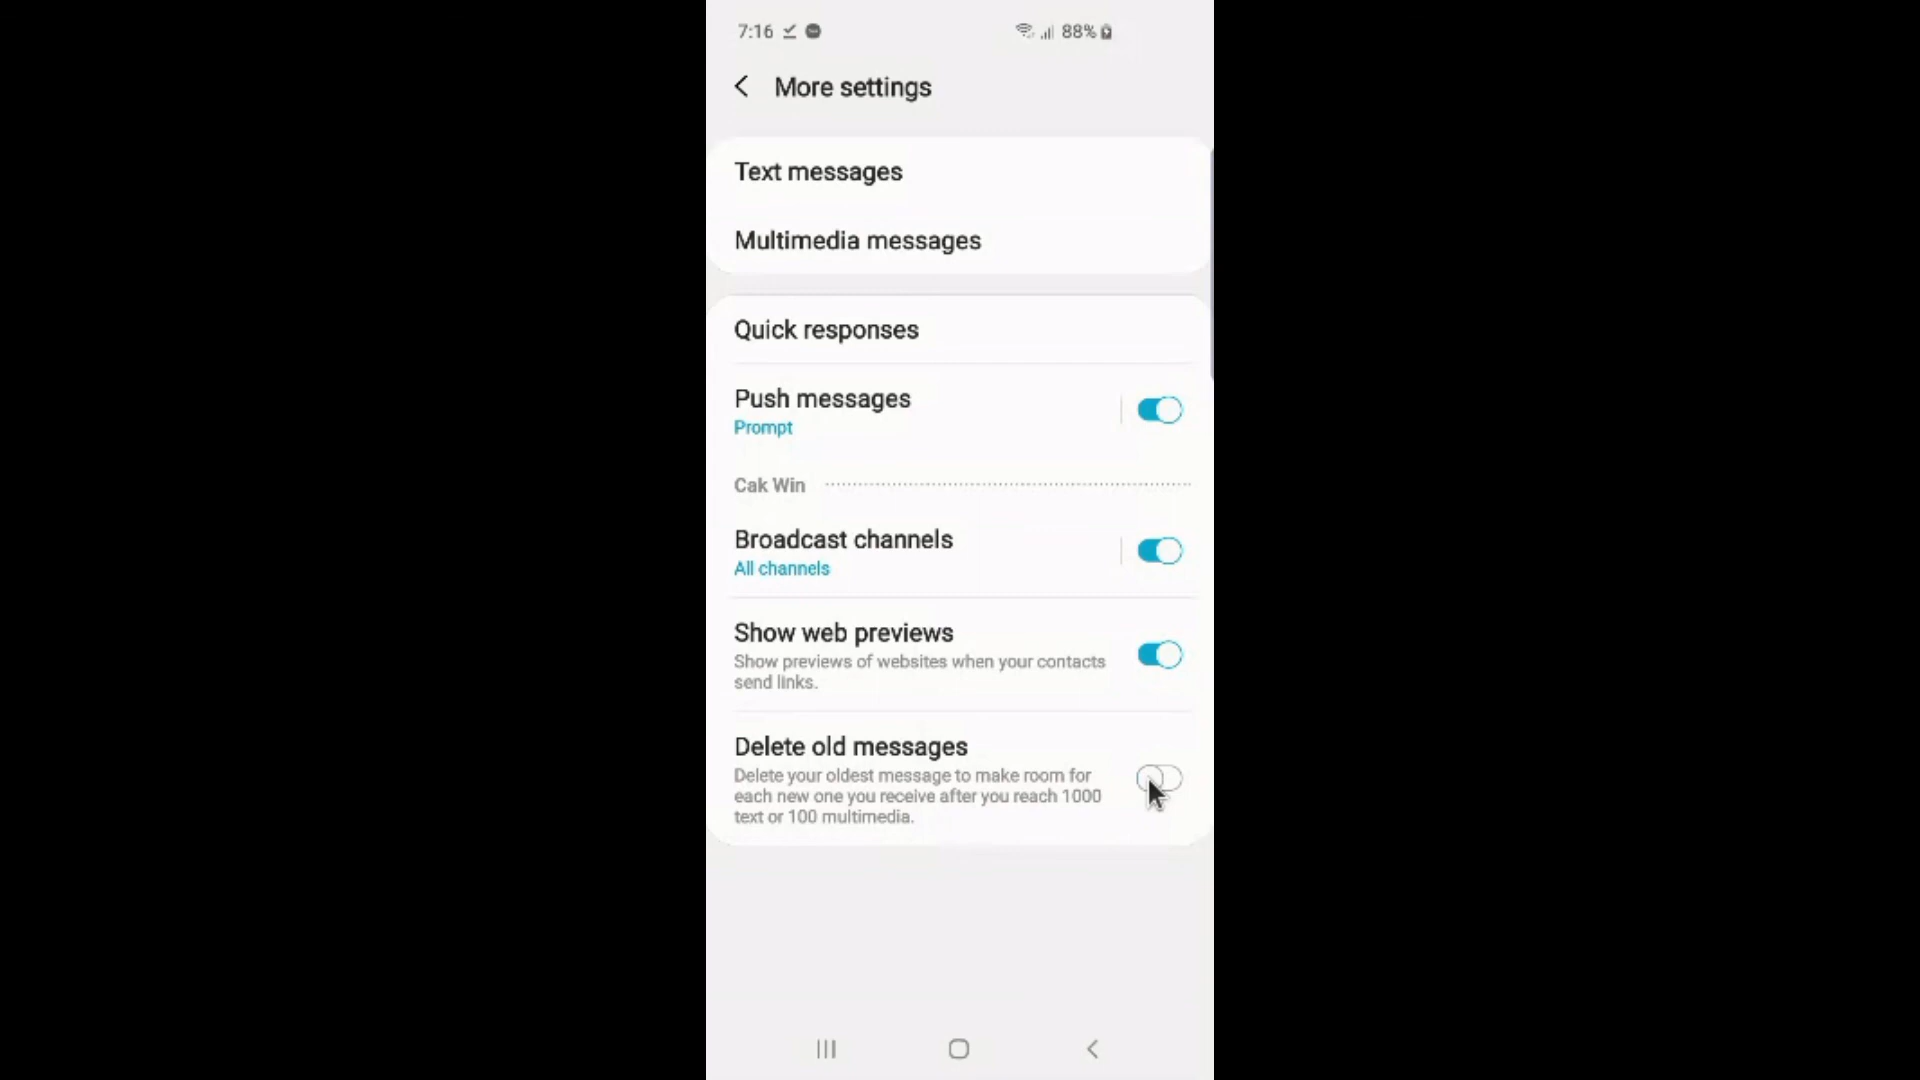 7:16 88%
More settings
Text messages
Multimedia messages
Quick responses
Push messages
Prompt
Cak Win
Broadcast channels
All channels
Show web previews
Show previews of websites when your contacts
send links.
Delete old messages
Delete your oldest message to make room for
each new one you receive after you reach 1000
text or 100 multimedia.